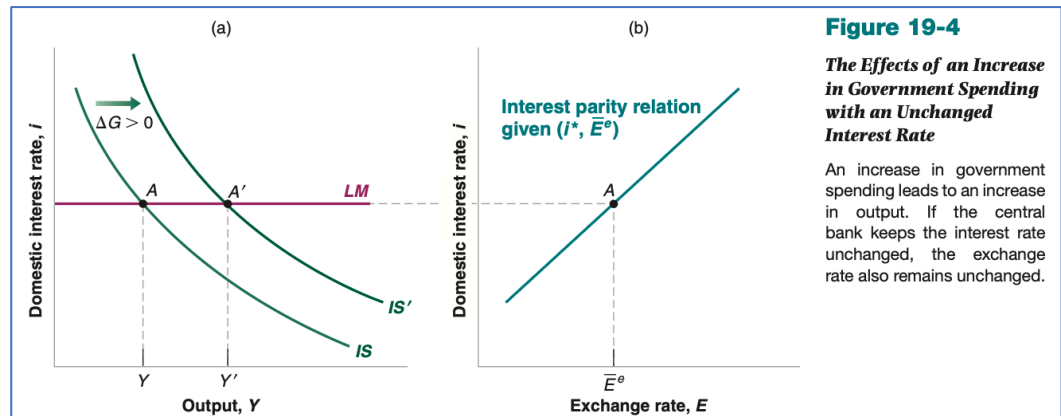 (a)
Domestic interest rate, i
ΔG > 0
A
A′
LM
IS′
IS
Y
Y′
Output, Y
(b)
Domestic interest rate, i
Interest parity relation
given (i*, E̅ᵉ)
A
E̅ᵉ
Exchange rate, E
Figure 19-4
The Effects of an Increase
in Government Spending
with an Unchanged
Interest Rate
An increase in government
spending leads to an increase
in output. If the central
bank keeps the interest rate
unchanged, the exchange
rate also remains unchanged.